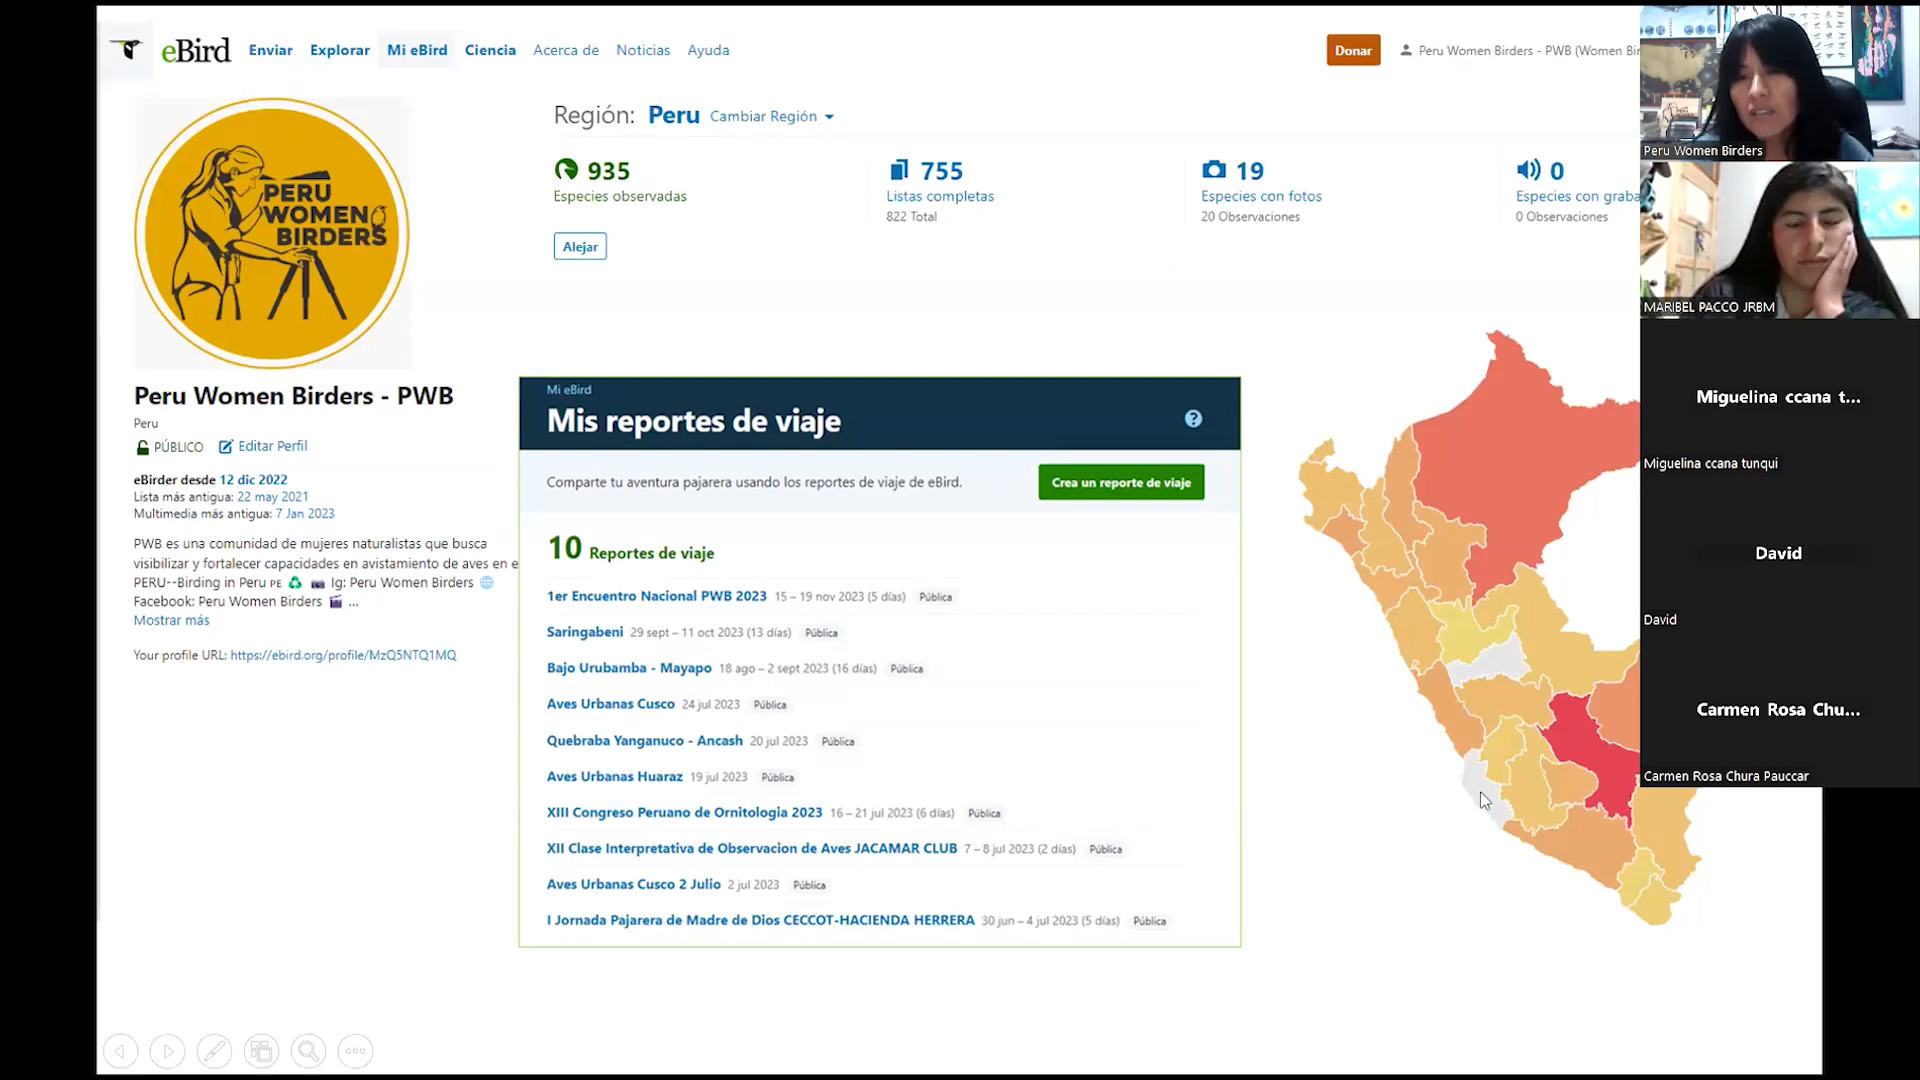 eBird Enviar Explorar Mi eBird Ciencia Acerca de Noticias Ayuda Donar Peru Women Birders - PWB (Women Bir
Región: Peru Cambiar Región
935 755 19 0
Especies observadas Listas completas Especies con fotos Especies con graba
822 Total 20 Observaciones 0 Observaciones
Alejar
PERU
WOMEN
BIRDERS
Peru Women Birders - PWB
Peru
PÚBLICO Editar Perfil
eBirder desde 12 dic 2022
Lista más antigua: 22 may 2021
Multimedia más antigua: 7 Jan 2023
PWB es una comunidad de mujeres naturalistas que busca
visibilizar y fortalecer capacidades en avistamiento de aves en e
PERU--Birding in Peru PE Ig: Peru Women Birders
Facebook: Peru Women Birders ...
Mostrar más
Your profile URL: https://ebird.org/profile/MzQ5NTQ1MQ
Mi eBird
Mis reportes de viaje
Comparte tu aventura pajarera usando los reportes de viaje de eBird. Crea un reporte de viaje
10 Reportes de viaje
1er Encuentro Nacional PWB 2023 15 – 19 nov 2023 (5 días) Pública
Saringabeni 29 sept – 11 oct 2023 (13 días) Pública
Bajo Urubamba - Mayapo 18 ago – 2 sept 2023 (16 días) Pública
Aves Urbanas Cusco 24 jul 2023 Pública
Quebraba Yanganuco - Ancash 20 jul 2023 Pública
Aves Urbanas Huaraz 19 jul 2023 Pública
XIII Congreso Peruano de Ornitologia 2023 16 – 21 jul 2023 (6 días) Pública
XII Clase Interpretativa de Observacion de Aves JACAMAR CLUB 7 – 8 jul 2023 (2 días) Pública
Aves Urbanas Cusco 2 Julio 2 jul 2023 Pública
I Jornada Pajarera de Madre de Dios CECCOT-HACIENDA HERRERA 30 jun – 4 jul 2023 (5 días) Pública
Peru Women Birders
MARIBEL PACCO JRBM
Miguelina ccana t...
Miguelina ccana tunqui
David
David
Carmen Rosa Chu...
Carmen Rosa Chura Pauccar